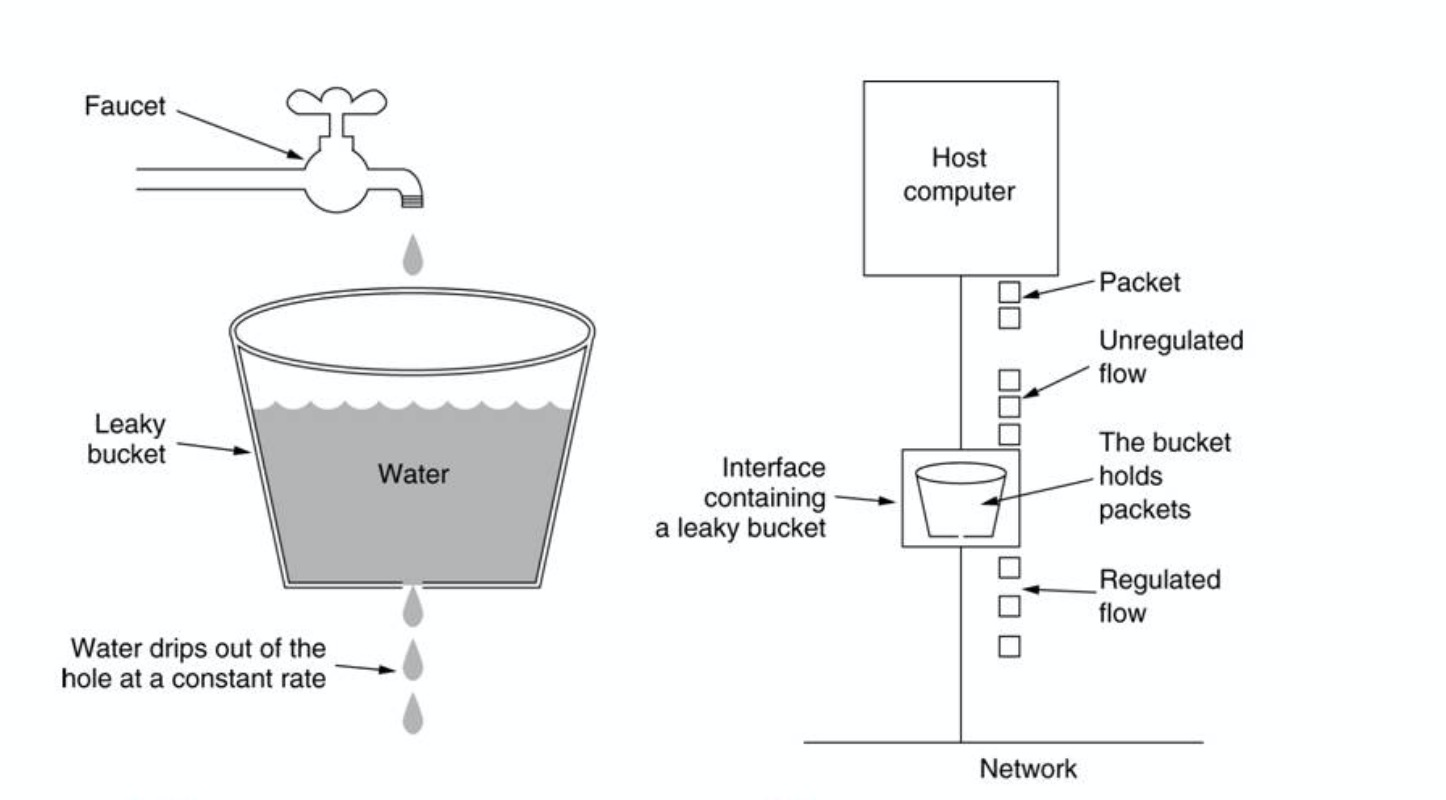 Faucet
Leaky
bucket
Water
Water drips out of the
hole at a constant rate
Host
computer
Packet
Unregulated
flow
The bucket
holds
packets
Interface
containing
a leaky bucket
Regulated
flow
Network